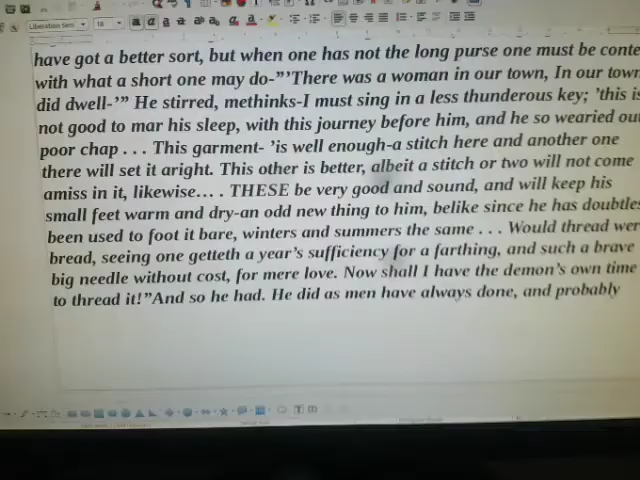 Liberation Seri 18
have got a better sort, but when one has not the long purse one must be conte
with what a short one may do-”’There was a woman in our town, In our town
did dwell-’” He stirred, methinks-I must sing in a less thunderous key; ’this is
not good to mar his sleep, with this journey before him, and he so wearied out
poor chap . . . This garment- ’is well enough-a stitch here and another one
there will set it aright. This other is better, albeit a stitch or two will not come
amiss in it, likewise... . THESE be very good and sound, and will keep his
small feet warm and dry-an odd new thing to him, belike since he has doubtles
been used to foot it bare, winters and summers the same . . . Would thread wer
bread, seeing one getteth a year’s sufficiency for a farthing, and such a brave
big needle without cost, for mere love. Now shall I have the demon’s own time
to thread it!”And so he had. He did as men have always done, and probably